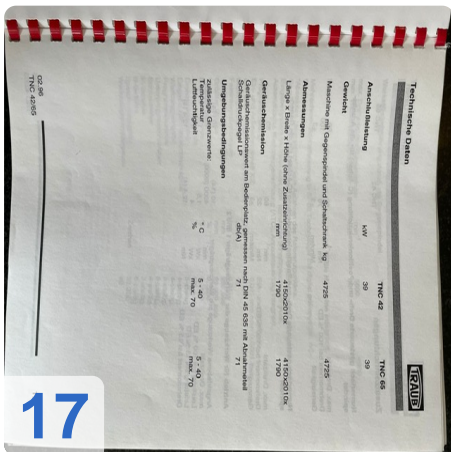 TRAUB
Technische Daten
TNC 42 TNC 65
Anschlußleistung kW 39 39
Gewicht
Maschine mit Gegenspindel und Schaltschrank kg 4725 4725
Abmessungen
Länge x Breite x Höhe (ohne Zusatzeinrichtung) mm 4150x2010x 1790 4150x2010x 1790
Geräuschemission
Geräuschemissionswert am Bedienplatz, gemessen nach DIN 45 635 mit Abnahmeteil
Schalldruckpegel LP db(A) 71 71
Umgebungsbedingungen
zulässige Grenzwerte:
Temperatur ° C 5 - 40 5 - 40
Luftfeuchtigkeit % max. 70 max. 70
02.96
TNC 42/65
17